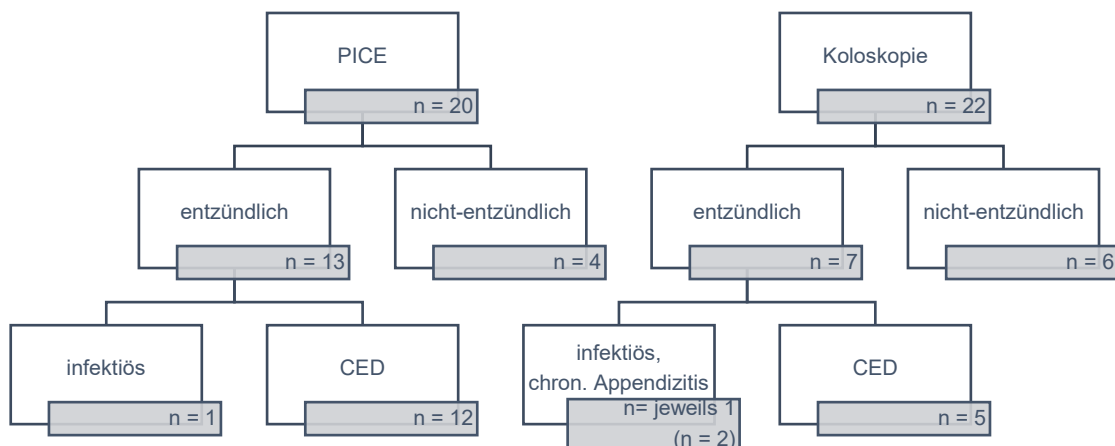 PICE
n = 20
Koloskopie
n = 22
entzündlich
n = 13
nicht-entzündlich
n = 4
entzündlich
n = 7
nicht-entzündlich
n = 6
infektiös
n = 1
CED
n = 12
infektiös,
chron. Appendizitis
n= jeweils 1
(n = 2)
CED
n = 5